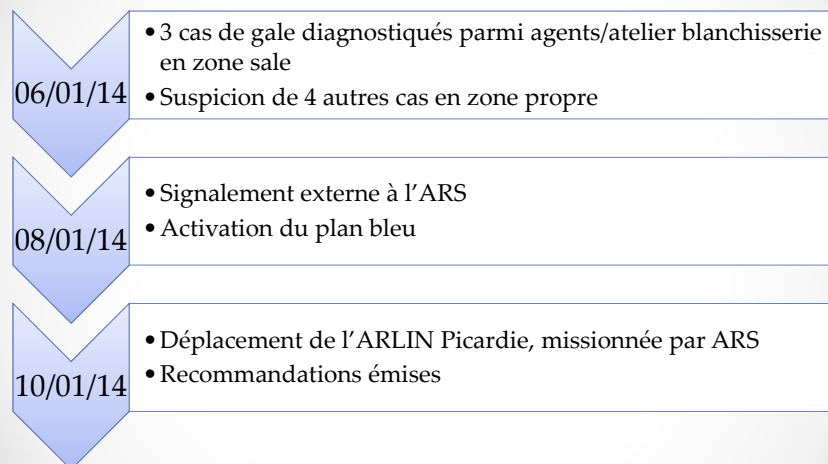 06/01/14
•3 cas de gale diagnostiqués parmi agents/atelier blanchisserie
en zone sale
•Suspicion de 4 autres cas en zone propre
08/01/14
•Signalement externe à l’ARS
•Activation du plan bleu
10/01/14
•Déplacement de l’ARLIN Picardie, missionnée par ARS
•Recommandations émises